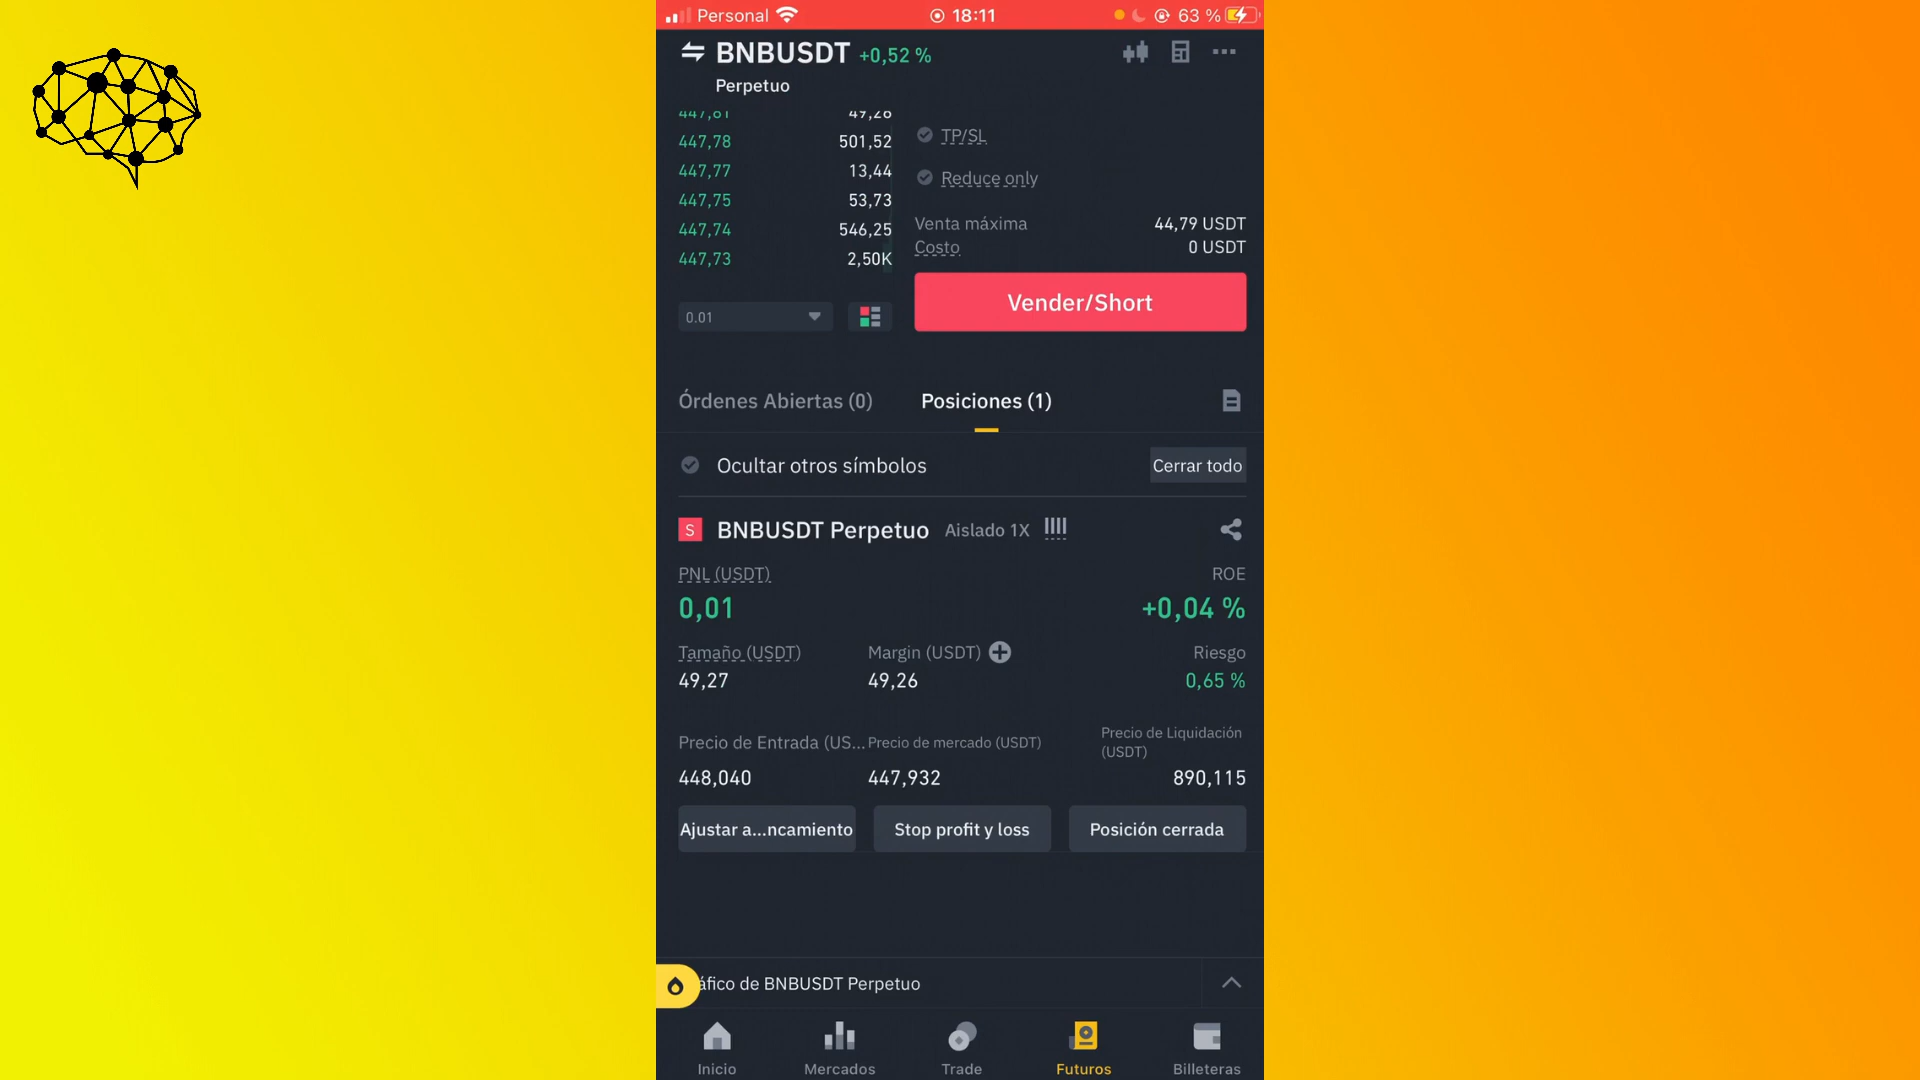 Personal 18:11 63 %
BNBUSDT +0,52 %
Perpetuo
447,81 49,26
447,78 501,52
447,77 13,44
447,75 53,73
447,74 546,25
447,73 2,50K
0.01
TP/SL
Reduce only
Venta máxima 44,79 USDT
Costo 0 USDT
Vender/Short
Órdenes Abiertas (0) Posiciones (1)
Ocultar otros símbolos Cerrar todo
S BNBUSDT Perpetuo Aislado 1X
PNL (USDT) ROE
0,01 +0,04 %
Tamaño (USDT) Margin (USDT) Riesgo
49,27 49,26 0,65 %
Precio de Entrada (US... Precio de mercado (USDT) Precio de Liquidación (USDT)
448,040 447,932 890,115
Ajustar a...ncamiento Stop profit y loss Posición cerrada
áfico de BNBUSDT Perpetuo
Inicio Mercados Trade Futuros Billeteras